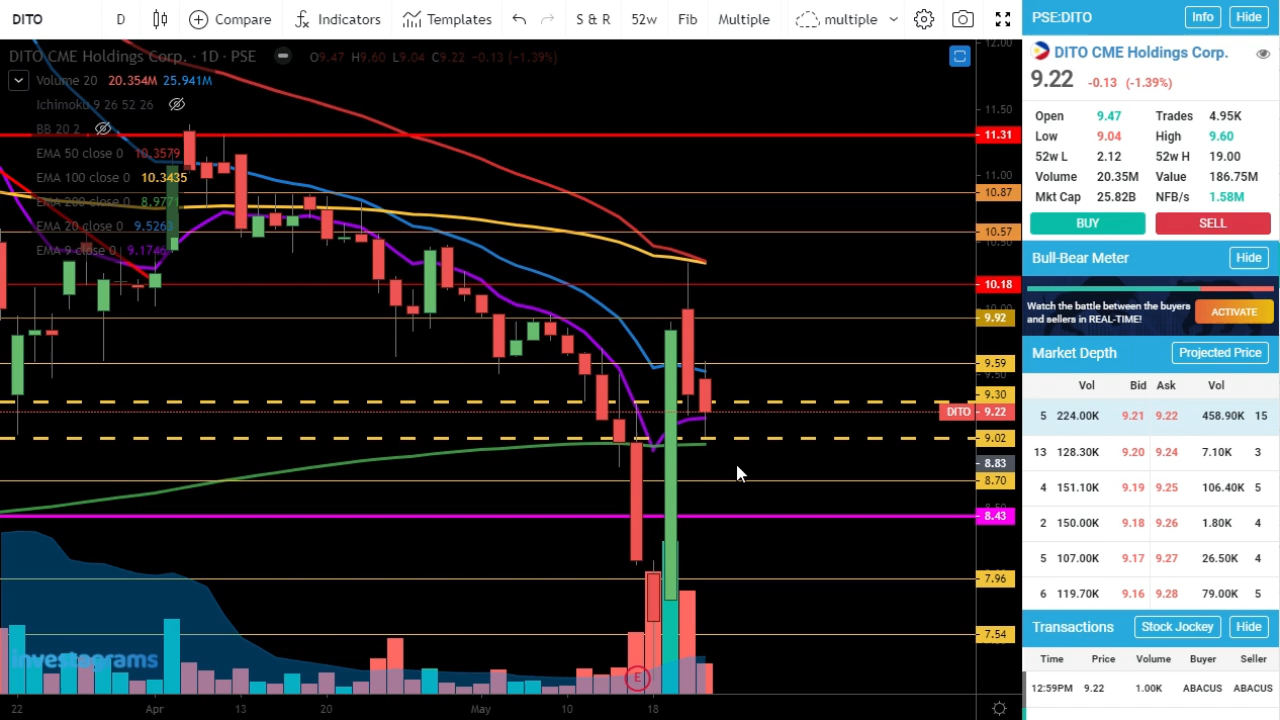 DITO D Compare Indicators Templates S & R 52w Fib Multiple multiple
DITO CME Holdings Corp. · 1D · PSE O9.47 H9.60 L9.04 C9.22 -0.13 (-1.39%)
Volume 20 20.354M 25.941M
Ichimoku 9 26 52 26
BB 20 2
EMA 50 close 0 10.3579
EMA 100 close 0 10.3435
EMA 200 close 0 8.9771
EMA 20 close 0
EMA 9 close 0 9.1746
12.00
11.50
11.31
11.00
10.87
10.57
10.50
10.18
10.00
9.92
9.59
9.50
9.30
DITO 9.22
9.02
8.83
8.70
8.43
7.96
7.54
investagrams
E
22 Apr 13 20 May 10 18
PSE:DITO Info Hide
DITO CME Holdings Corp.
9.22 -0.13 (-1.39%)
Open 9.47 Trades 4.95K
Low 9.04 High 9.60
52w L 2.12 52w H 19.00
Volume 20.35M Value 186.75M
Mkt Cap 25.82B NFB/s 1.58M
BUY SELL
Bull-Bear Meter Hide
Watch the battle between the buyers
and sellers in REAL-TIME!
ACTIVATE
Market Depth Projected Price
Vol Bid Ask Vol
5 224.00K 9.21 9.22 458.90K 15
13 128.30K 9.20 9.24 7.10K 3
4 151.10K 9.19 9.25 106.40K 5
2 150.00K 9.18 9.26 1.80K 4
5 107.00K 9.17 9.27 26.50K 4
6 119.70K 9.16 9.28 79.00K 5
Transactions Stock Jockey Hide
Time Price Volume Buyer Seller
12:59PM 9.22 1.00K ABACUS ABACUS